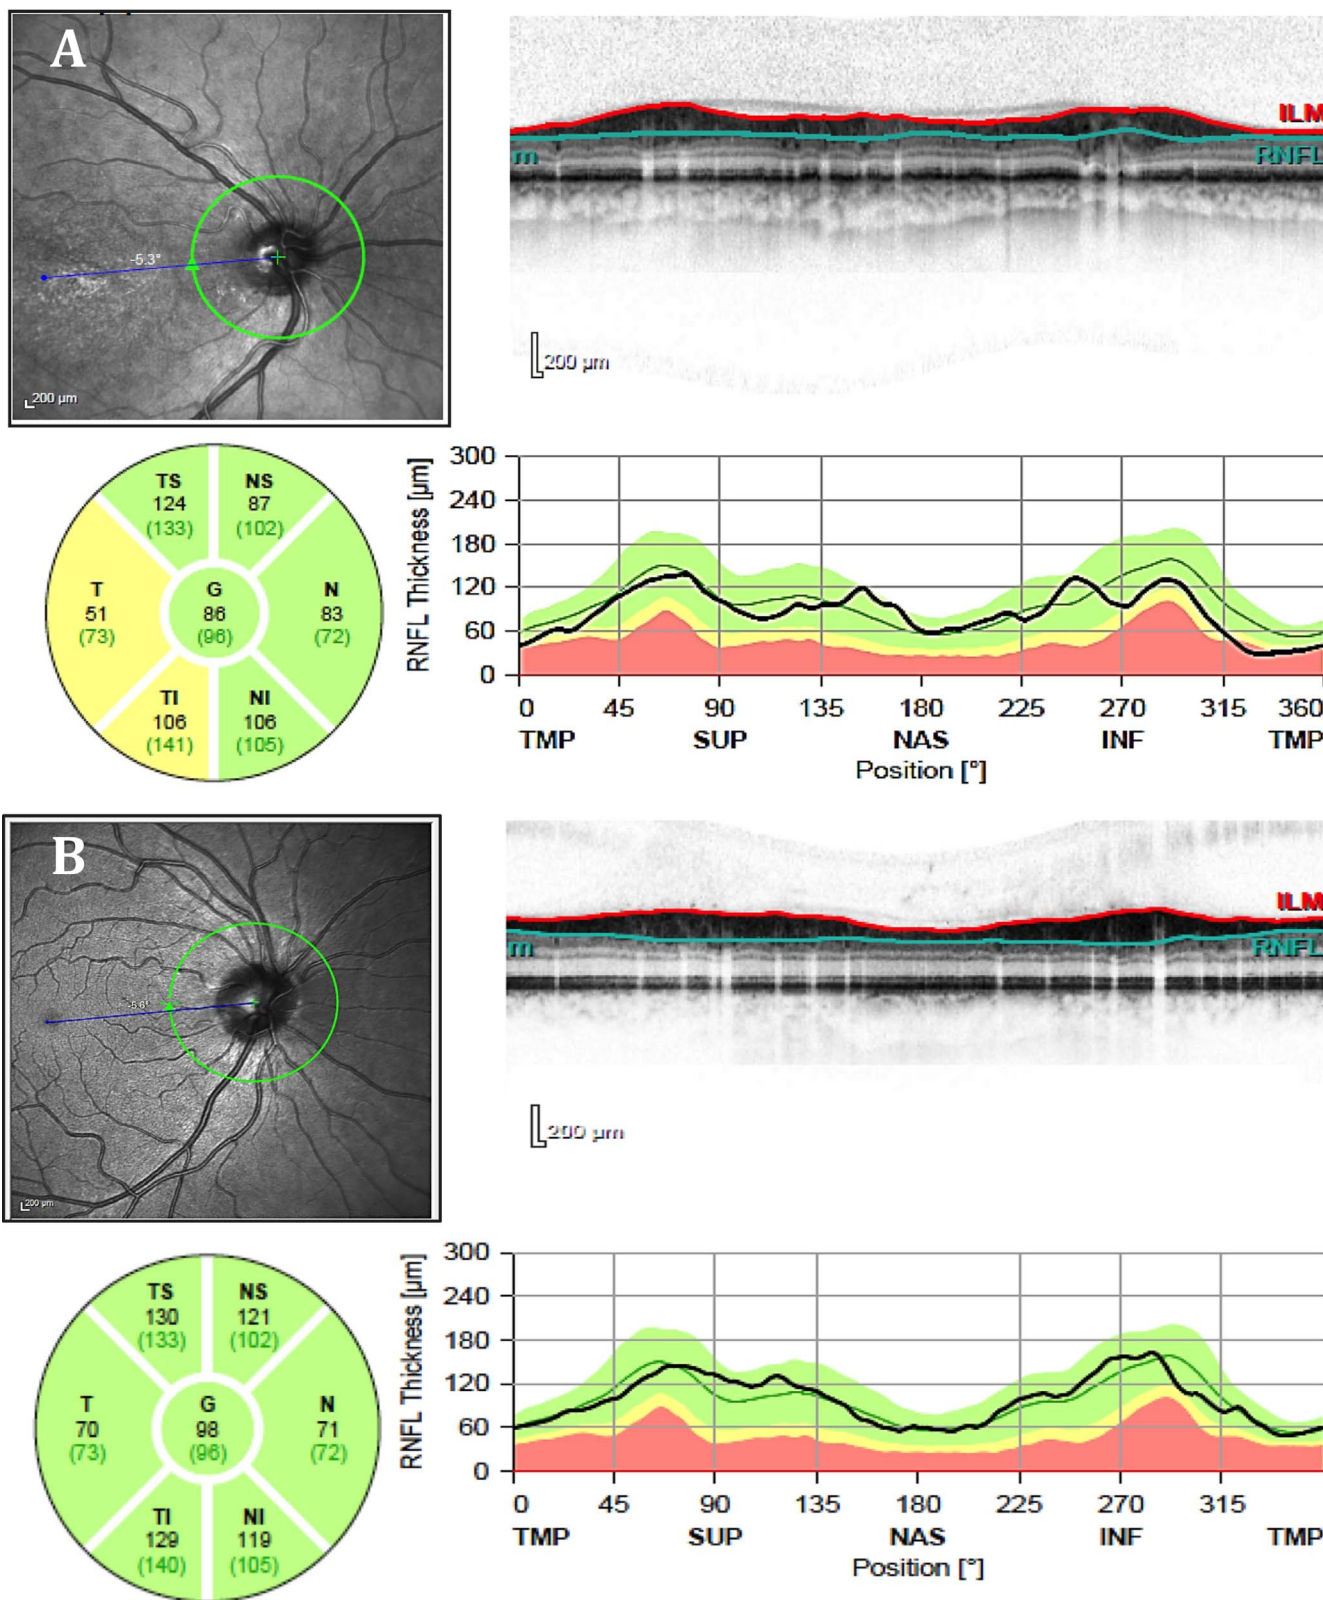 A
-5.3°
200 µm
ILM
m
RNFL
200 µm
TS
124
(133)
NS
87
(102)
T
51
(73)
G
86
(96)
N
83
(72)
TI
106
(141)
NI
106
(105)
RNFL Thickness [µm]
300
240
180
120
60
0
0 45 90 135 180 225 270 315 360
TMP SUP NAS INF TMP
Position [°]
B
200 µm
ILM
m
RNFL
200 µm
TS
130
(133)
NS
121
(102)
T
70
(73)
G
98
(96)
N
71
(72)
TI
129
(140)
NI
119
(105)
RNFL Thickness [µm]
300
240
180
120
60
0
0 45 90 135 180 225 270 315
TMP SUP NAS INF TMP
Position [°]